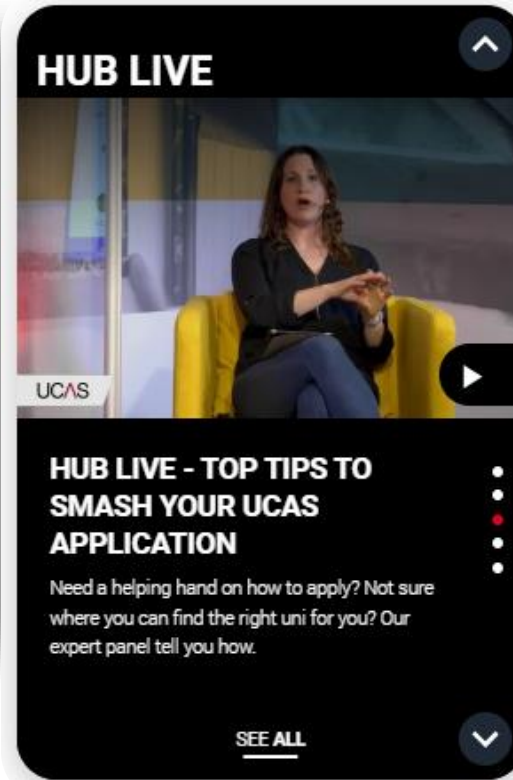 HUB LIVE
UCAS
HUB LIVE - TOP TIPS TO
SMASH YOUR UCAS
APPLICATION
Need a helping hand on how to apply? Not sure
where you can find the right uni for you? Our
expert panel tell you how.
SEE ALL